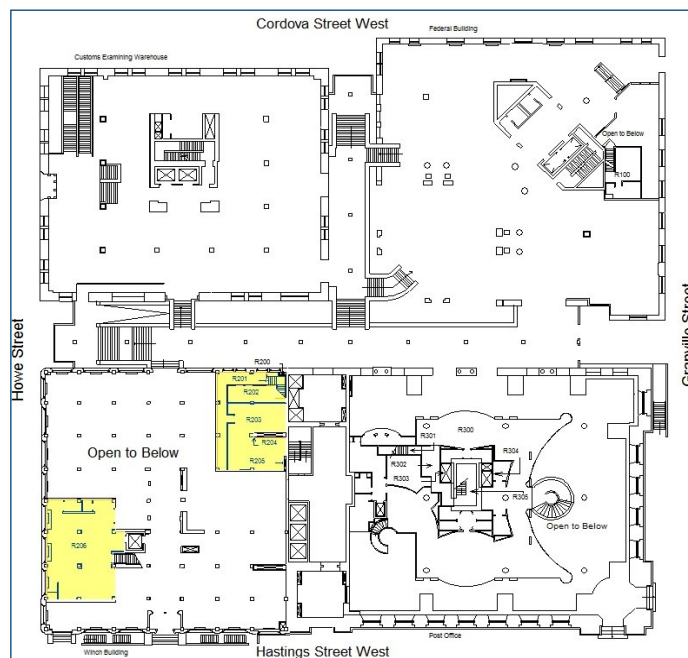 Cordova Street West
Federal Building
Customs Examining Warehouse
Open to Below
R100
Howe Street
Granville Street
R200
R201
R202
R203
R204
R205
Open to Below
R206
R300
R301
R302
R303
R304
R305
Open to Below
Post Office
Winch Building
Hastings Street West